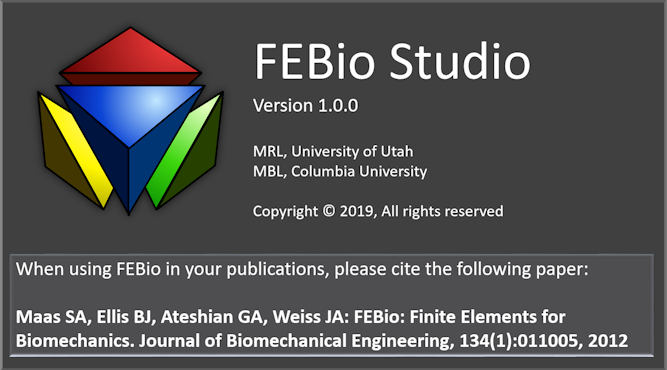 FEBio Studio
Version 1.0.0
MRL, University of Utah
MBL, Columbia University
Copyright © 2019, All rights reserved
When using FEBio in your publications, please cite the following paper:
Maas SA, Ellis BJ, Ateshian GA, Weiss JA: FEBio: Finite Elements for
Biomechanics. Journal of Biomechanical Engineering, 134(1):011005, 2012